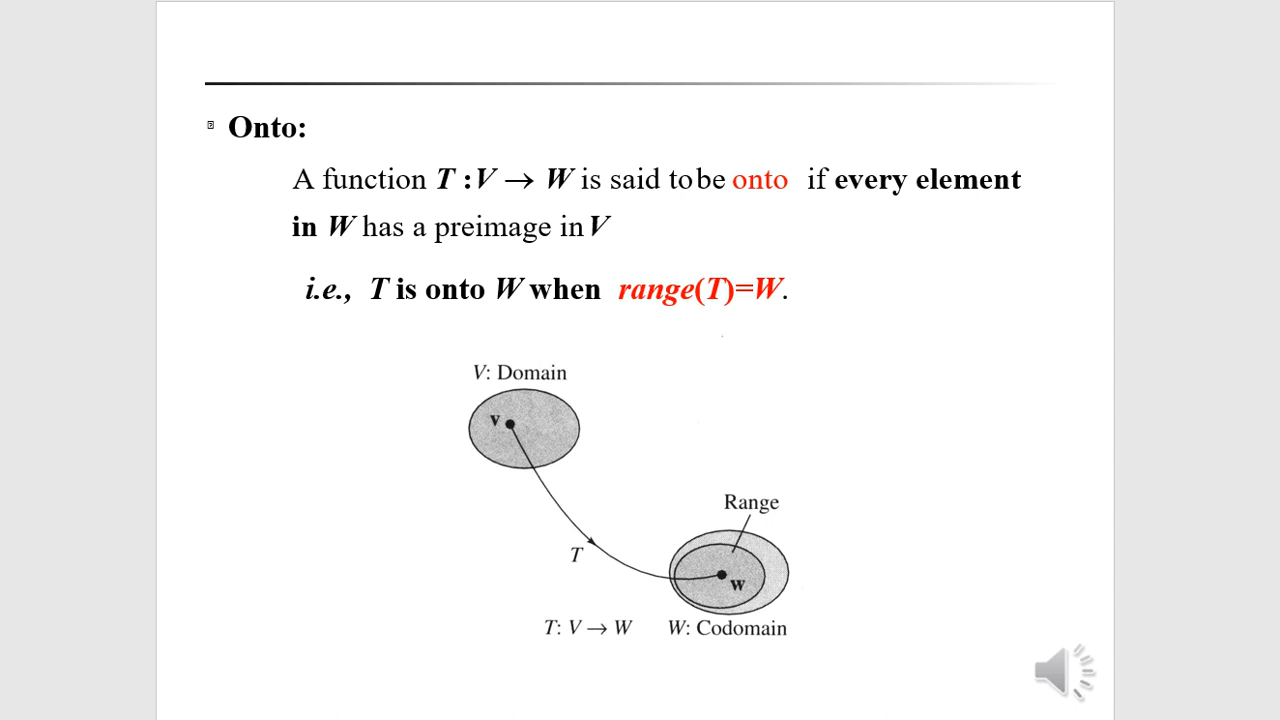 Onto:
A function T : V → W is said to be onto if every element
in W has a preimage in V
i.e., T is onto W when range(T)=W.
V: Domain
v
Range
T
w
T: V → W W: Codomain